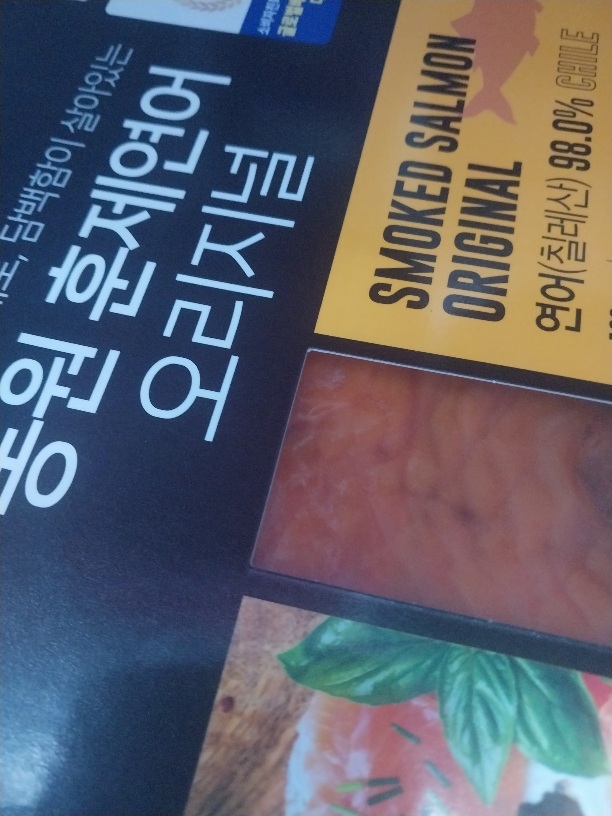 담백함이 살아있는
동원 훈제연어
오리지널
SMOKED SALMON
ORIGINAL
연어(칠레산) 98.0% CHILE